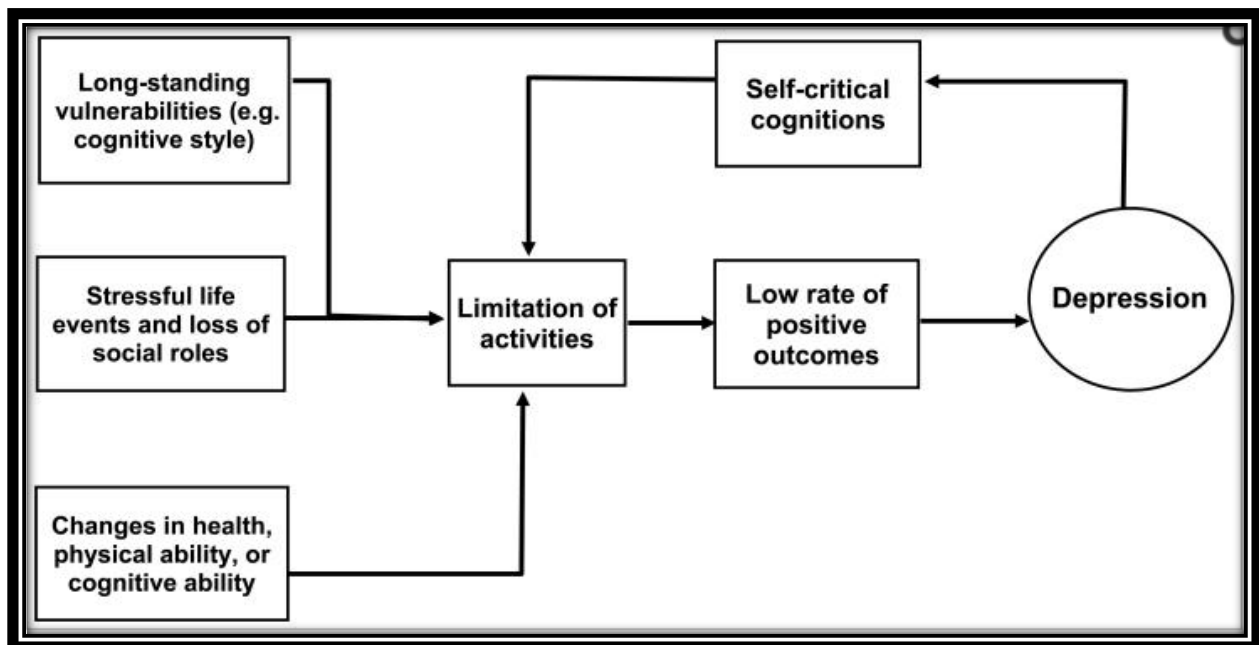 Long-standing
vulnerabilities (e.g.
cognitive style)
Self-critical
cognitions
Stressful life
events and loss of
social roles
Limitation of
activities
Low rate of
positive
outcomes
Depression
Changes in health,
physical ability, or
cognitive ability